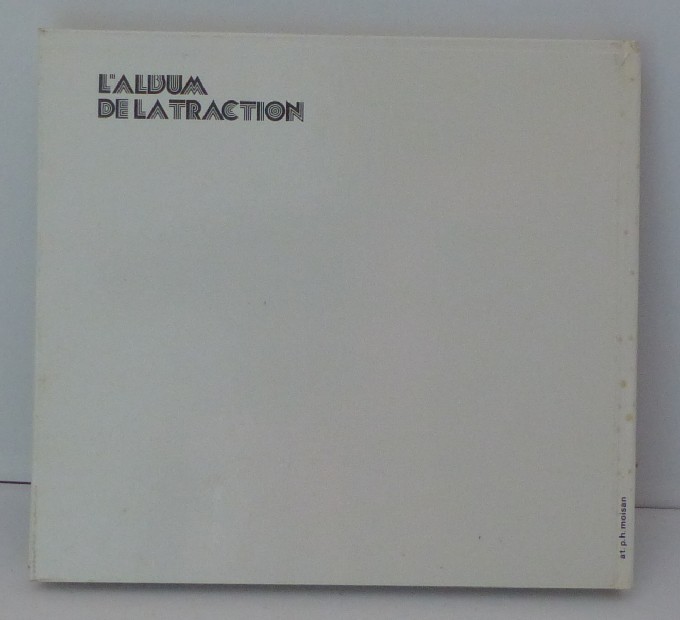 L'ALBUM
DE LA TRACTION
at. p.h. moisan